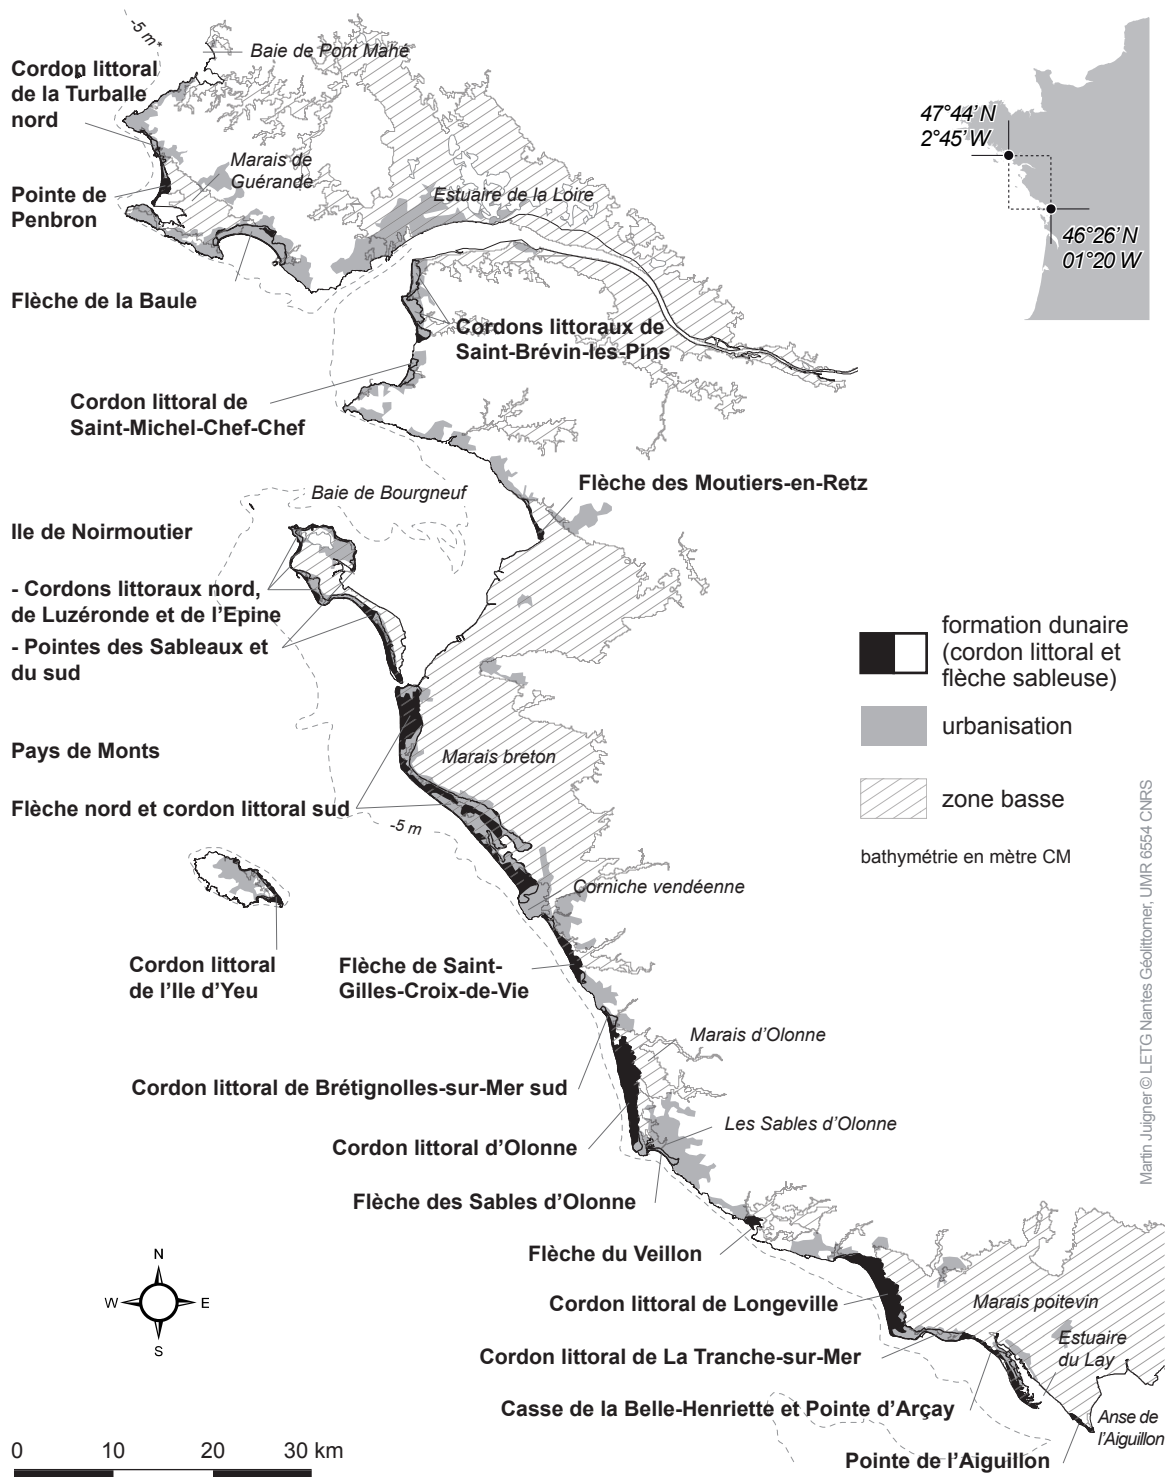 -5 m*
Baie de Pont Mahé
Cordon littoral
de la Turballe
nord
47°44' N
2°45' W
Marais de
Guérande
Pointe de
Penbron
Estuaire de la Loire
46°26' N
01°20 W
Flèche de la Baule
Cordons littoraux de
Saint-Brévin-les-Pins
Cordon littoral de
Saint-Michel-Chef-Chef
Flèche des Moutiers-en-Retz
Baie de Bourgneuf
Ile de Noirmoutier
- Cordons littoraux nord,
de Luzéronde et de l'Epine
- Pointes des Sableaux et
du sud
formation dunaire
(cordon littoral et
flèche sableuse)
urbanisation
zone basse
bathymétrie en mètre CM
Pays de Monts
Marais breton
Flèche nord et cordon littoral sud
-5 m
Corniche vendéenne
Cordon littoral
de l'Ile d'Yeu
Flèche de Saint-
Gilles-Croix-de-Vie
Marais d'Olonne
Cordon littoral de Brétignolles-sur-Mer sud
Les Sables d'Olonne
Cordon littoral d'Olonne
Flèche des Sables d'Olonne
Flèche du Veillon
Cordon littoral de Longeville
Marais poitevin
Estuaire
du Lay
Cordon littoral de La Tranche-sur-Mer
Casse de la Belle-Henriette et Pointe d'Arçay
Anse de
l'Aiguillon
Pointe de l'Aiguillon
N
W
E
S
0 10 20 30 km
Martin Juigner © LETG Nantes Géolittomer, UMR 6554 CNRS